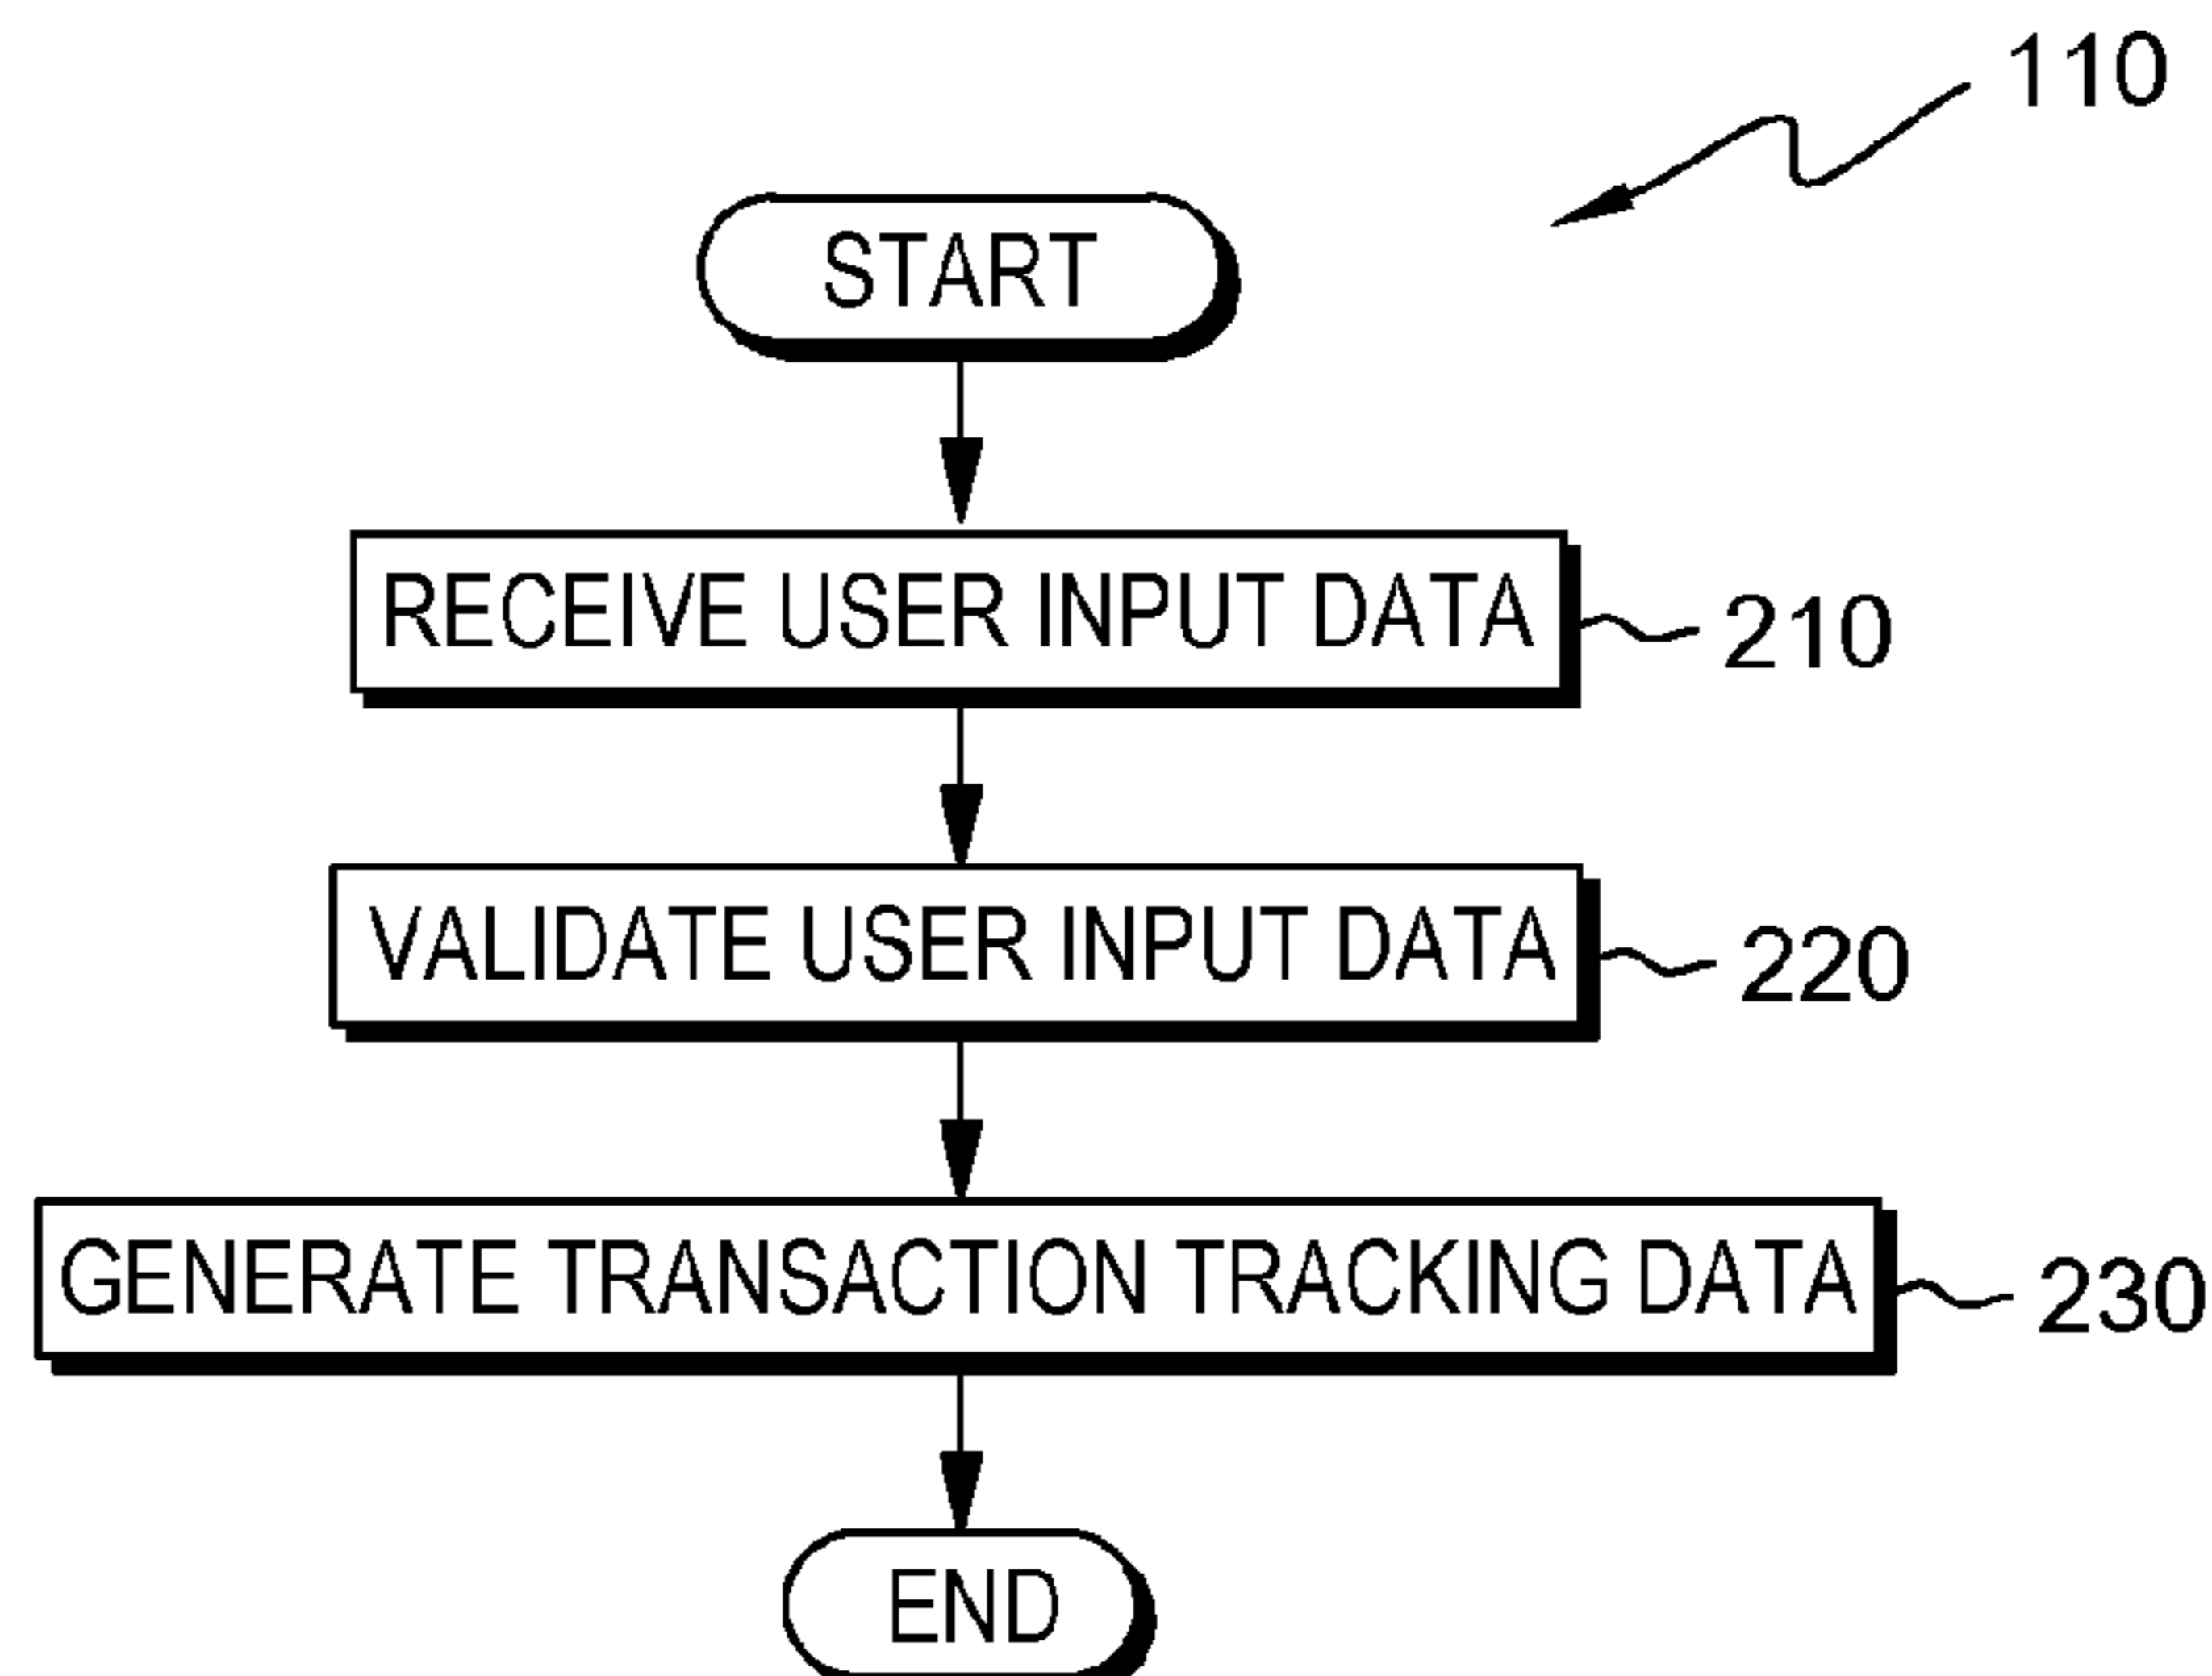 110
START
RECEIVE USER INPUT DATA
210
VALIDATE USER INPUT DATA
220
GENERATE TRANSACTION TRACKING DATA
230
END